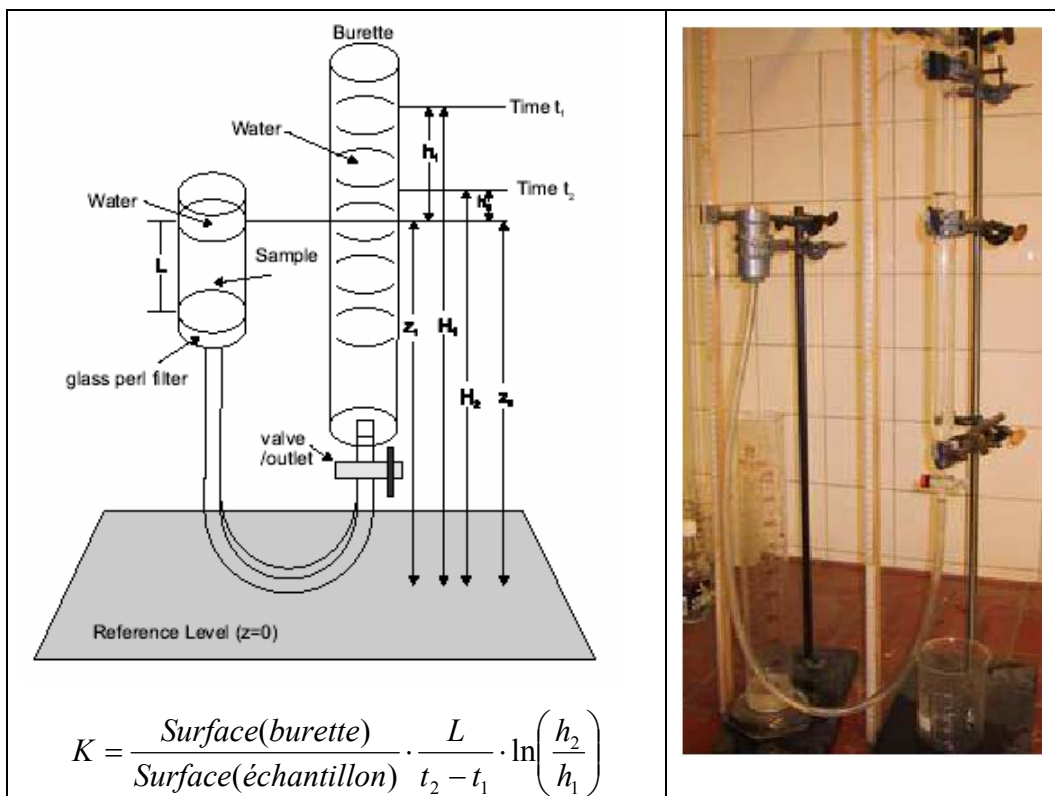 Burette
Time t₁
Water
h₁
Time t₂
h₂
Water
L
Sample
z₁
H₁
glass perl filter
H₂
z₂
valve
/outlet
Reference Level (z=0)
K = Surface(burette) / Surface(échantillon) · L / t₂ − t₁ · ln(h₂ / h₁)